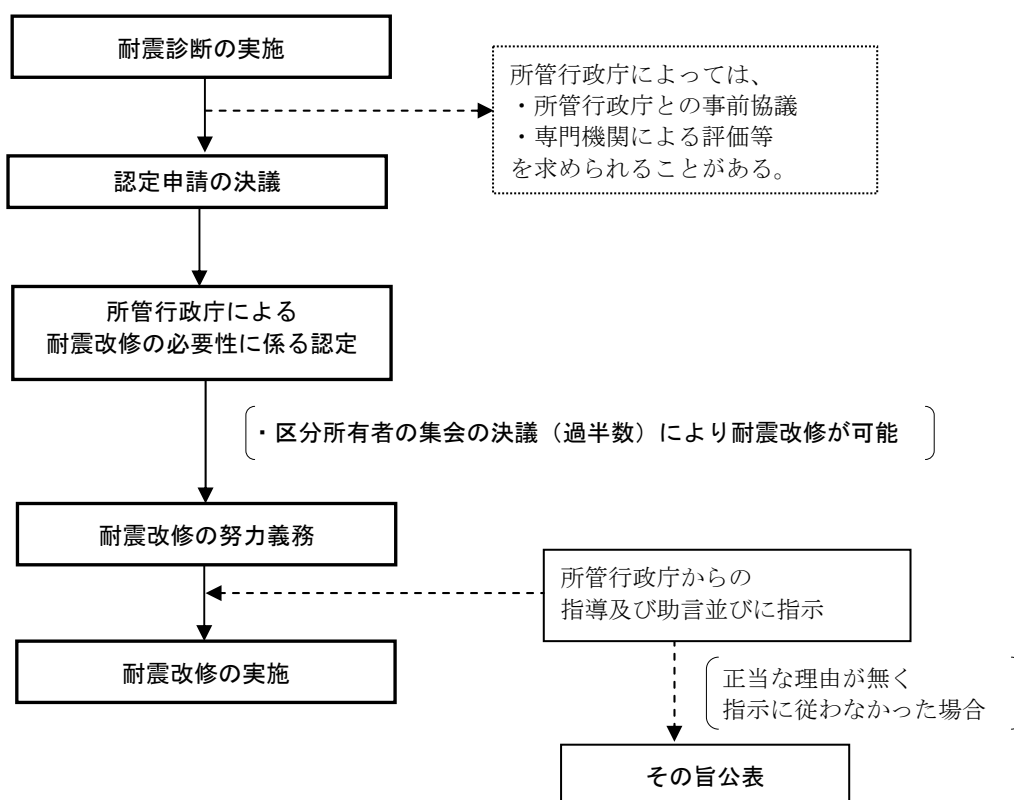 耐震診断の実施
所管行政庁によっては、
・所管行政庁との事前協議
・専門機関による評価等
を求められることがある。
認定申請の決議
所管行政庁による
耐震改修の必要性に係る認定
・区分所有者の集会の決議（過半数）により耐震改修が可能
耐震改修の努力義務
所管行政庁からの
指導及び助言並びに指示
耐震改修の実施
正当な理由が無く
指示に従わなかった場合
その旨公表